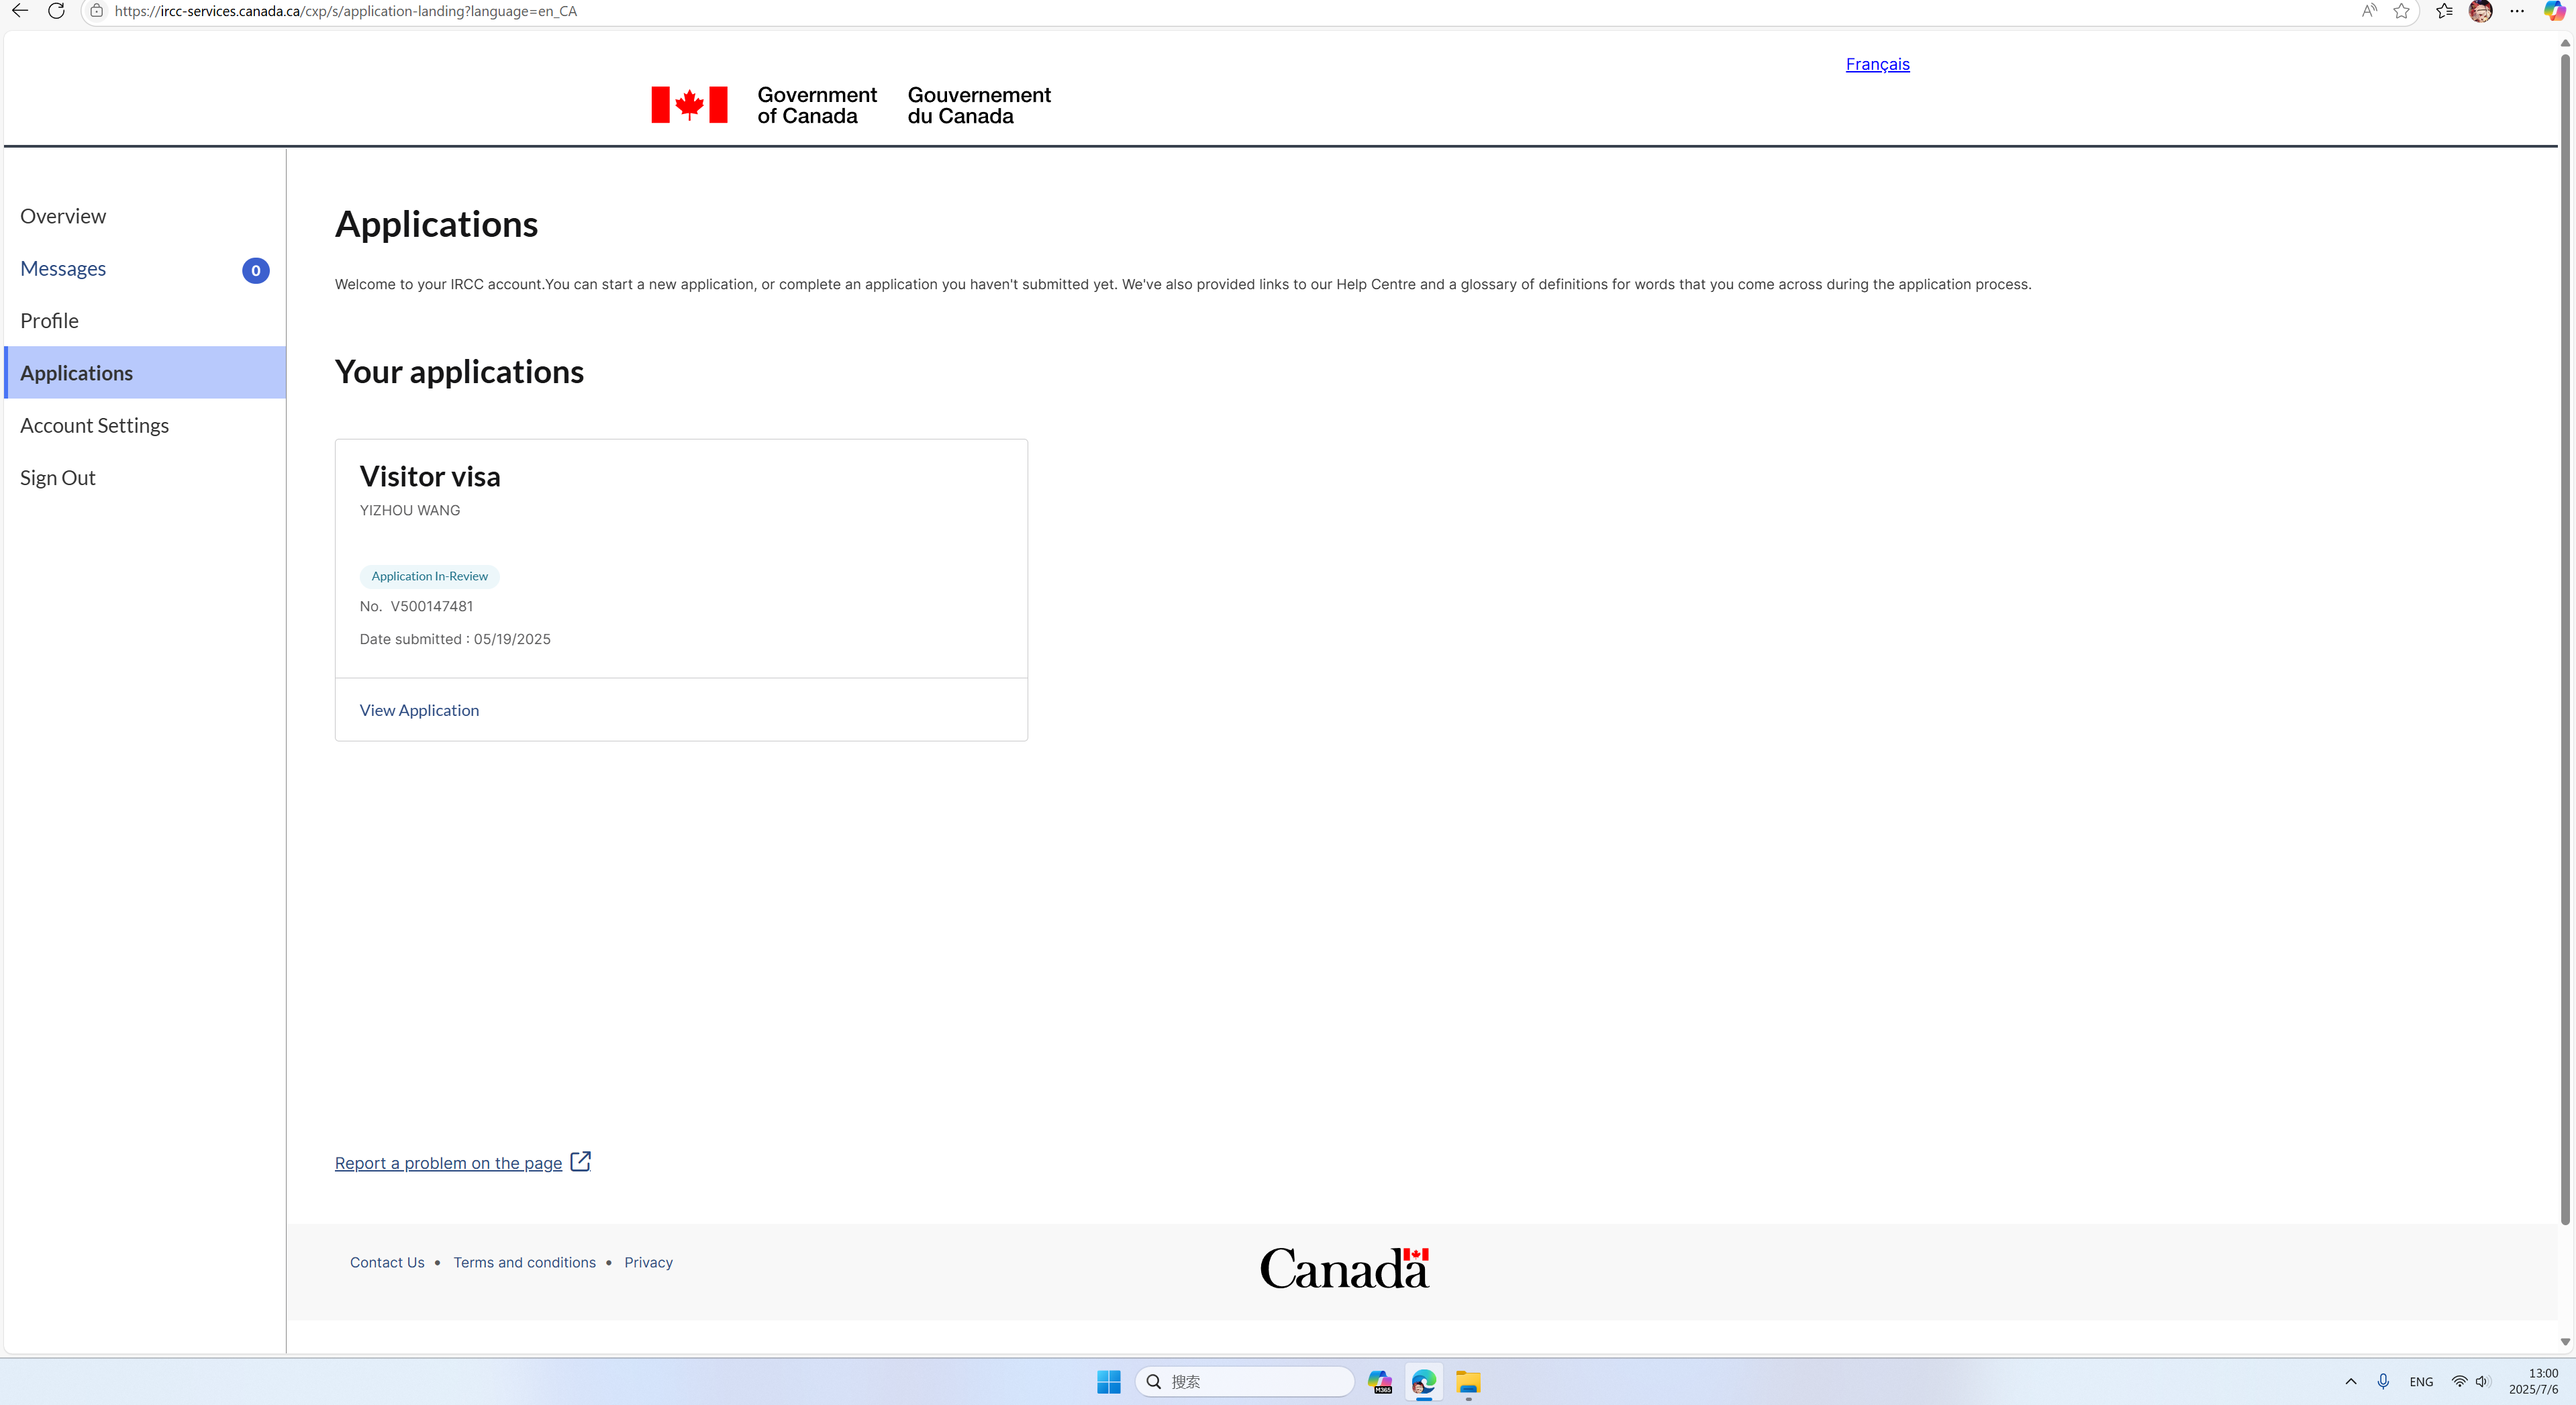 https://ircc-services.canada.ca/cxp/s/application-landing?language=en_CA
Français
Government of Canada
Gouvernement du Canada
Overview
Messages 0
Profile
Applications
Account Settings
Sign Out
Applications
Welcome to your IRCC account.You can start a new application, or complete an application you haven't submitted yet. We've also provided links to our Help Centre and a glossary of definitions for words that you come across during the application process.
Your applications
Visitor visa
YIZHOU WANG
Application In-Review
No. V500147481
Date submitted : 05/19/2025
View Application
Report a problem on the page
Contact Us • Terms and conditions • Privacy
Canada
搜索
M365
ENG
13:00
2025/7/6